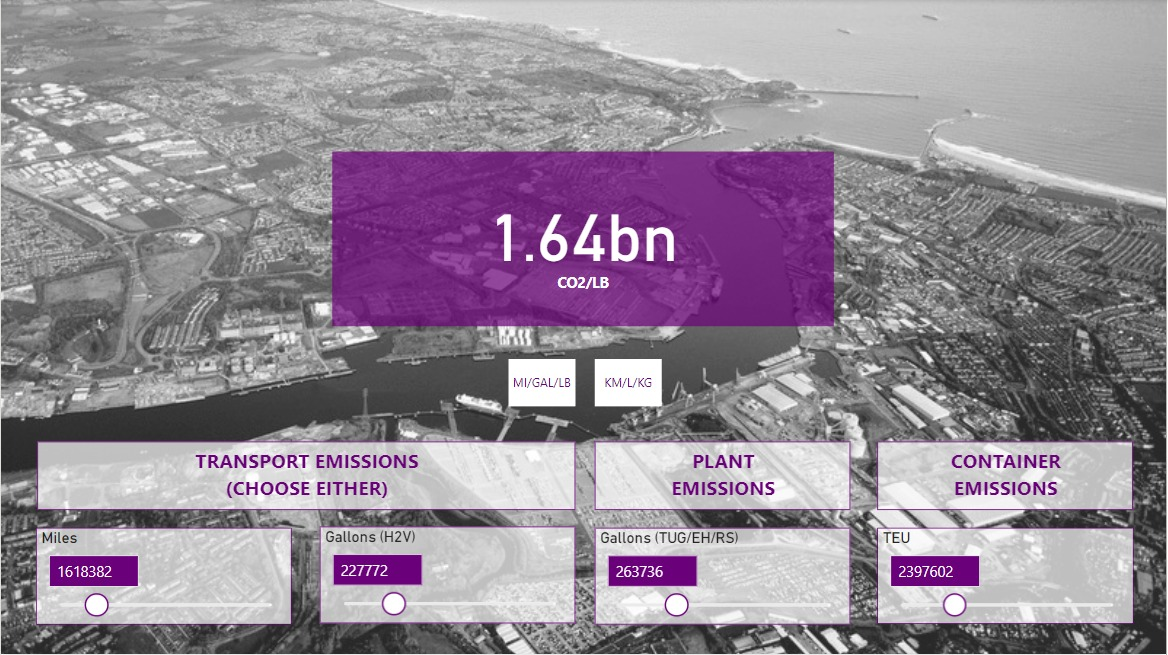 1.64bn
CO2/LB
MI/GAL/LB
KM/L/KG
TRANSPORT EMISSIONS
(CHOOSE EITHER)
PLANT
EMISSIONS
CONTAINER
EMISSIONS
Miles
1618382
Gallons (H2V)
227772
Gallons (TUG/EH/RS)
263736
TEU
2397602